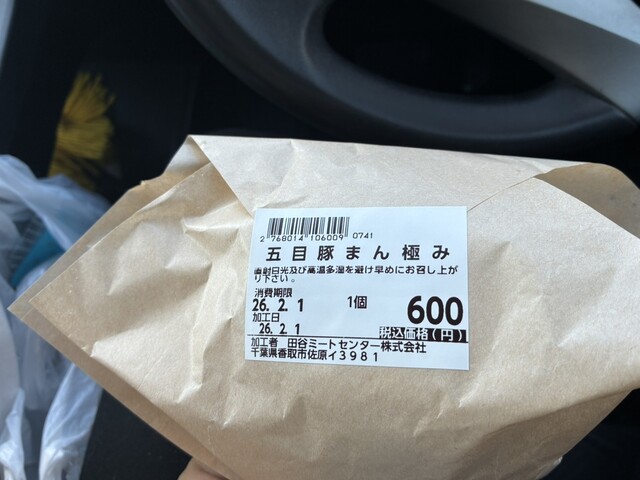 2 768014 106009 0741
五目豚まん極み
直射日光及び高温多湿を避け早めにお召し上が
り下さい。
消費期限
26. 2. 1 1個 600
加工日
26. 2. 1 税込価格(円)
加工者 田谷ミートセンター株式会社
千葉県香取市佐原イ3981